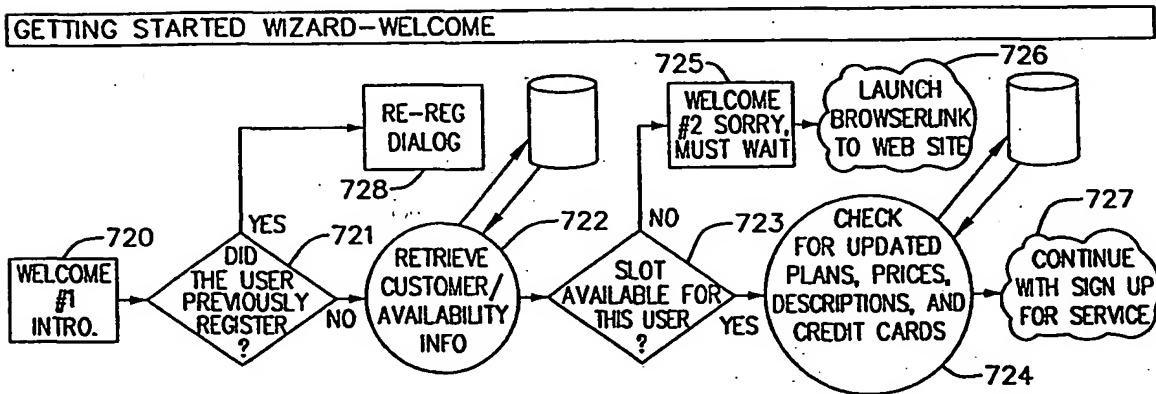 GETTING STARTED WIZARD–WELCOME
720
WELCOME
#1
INTRO.
DID
THE USER
PREVIOUSLY
REGISTER
?
721
YES
NO
RE-REG
DIALOG
728
RETRIEVE
CUSTOMER/
AVAILABILITY
INFO
722
SLOT
AVAILABLE FOR
THIS USER
?
723
NO
YES
725
WELCOME
#2 SORRY,
MUST WAIT
726
LAUNCH
BROWSERLINK
TO WEB SITE
CHECK
FOR UPDATED
PLANS, PRICES,
DESCRIPTIONS, AND
CREDIT CARDS
724
727
CONTINUE
WITH SIGN UP
FOR SERVICE